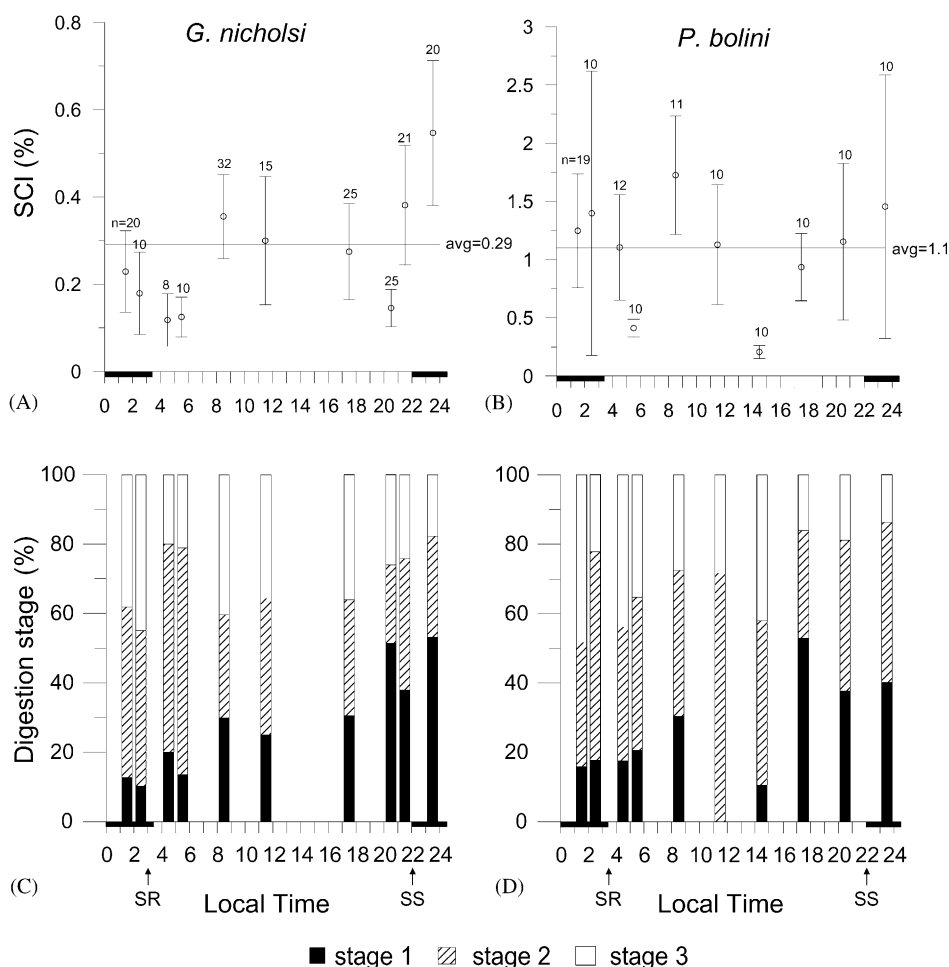 G. nicholsi
P. bolini
SCI (%)
0.8
0.6
0.4
0.2
0
n=20
10
8
10
32
15
25
25
21
20
avg=0.29
(A)
0 2 4 6 8 10 12 14 16 18 20 22 24
3
2.5
2
1.5
1
0.5
0
n=19
10
12
10
11
10
10
10
10
10
avg=1.1
(B)
0 2 4 6 8 10 12 14 16 18 20 22 24
Digestion stage (%)
100
80
60
40
20
0
0 2 4 6 8 10 12 14 16 18 20 22 24
(C)
SR
Local Time
SS
100
80
60
40
20
0
0 2 4 6 8 10 12 14 16 18 20 22 24
(D)
SR
Local Time
SS
stage 1 stage 2 stage 3